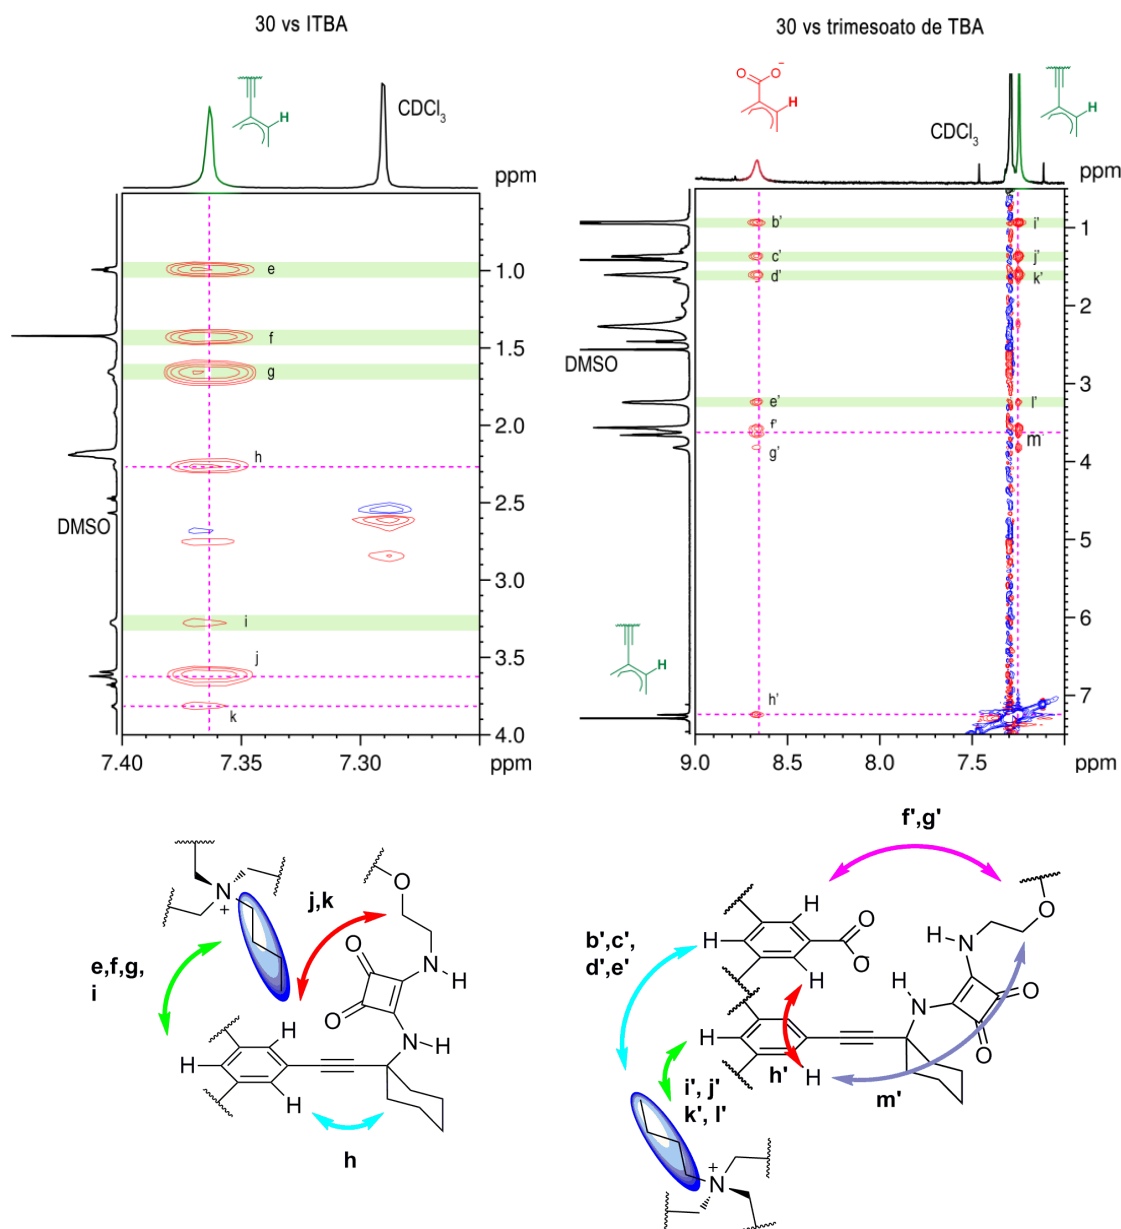 30 vs ITBA
30 vs trimesoato de TBA
H
CDCl3
ppm
e
f
g
h
i
j
k
DMSO
1.0
1.5
2.0
2.5
3.0
3.5
4.0
7.40
7.35
7.30
ppm
O
O-
H
CDCl3
H
ppm
b'
c'
d'
e'
f'
g'
h'
i'
j'
k'
l'
m
DMSO
H
1
2
3
4
5
6
7
9.0
8.5
8.0
7.5
ppm
N
+
e,f,g,
i
j,k
O
N
H
O
O
N
H
H
H
H
h
f',g'
b',c',
d',e'
H
H
H
O
O-
O
H
N
H
N
O
O
H
H
h'
i', j'
k', l'
m'
N
+